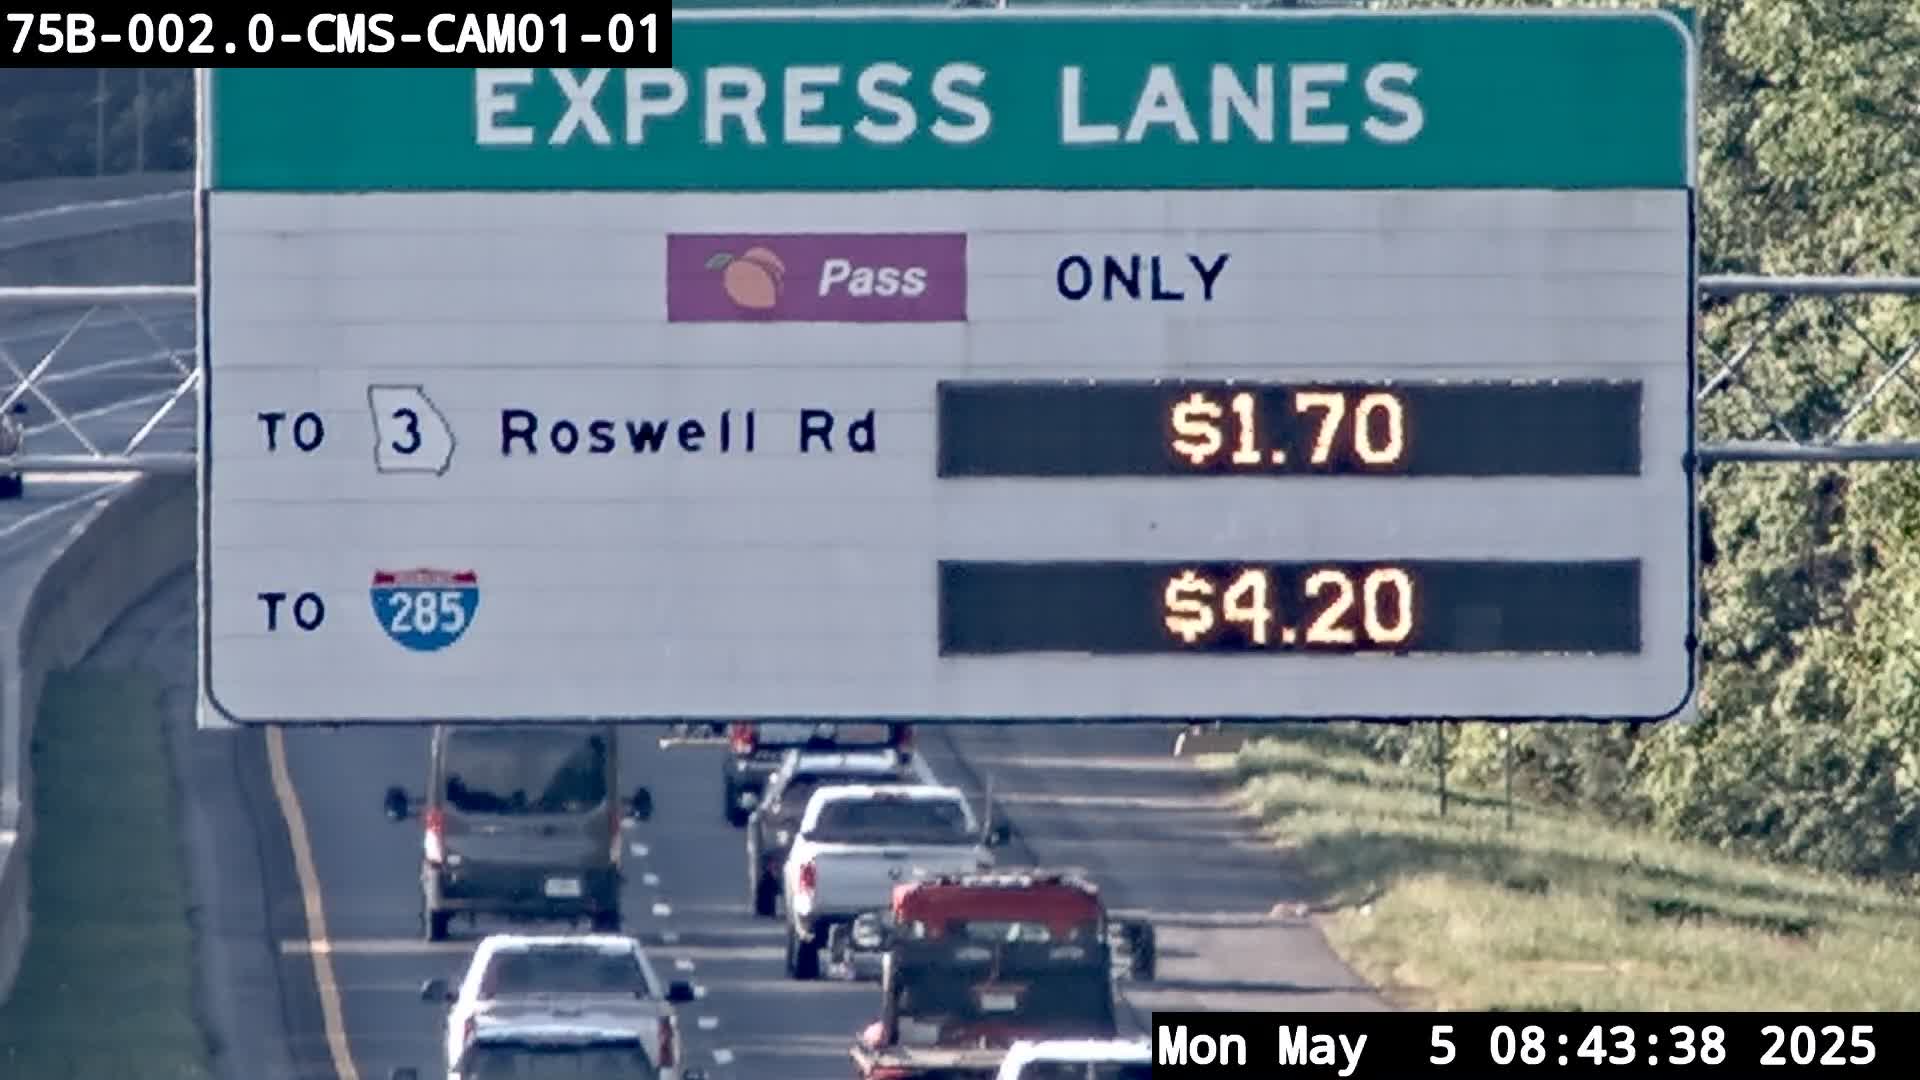 75B-002.0-CMS-CAM01-01
EXPRESS LANES
Pass ONLY
TO 3 Roswell Rd $1.70
TO 285 $4.20
Mon May 5 08:43:38 2025